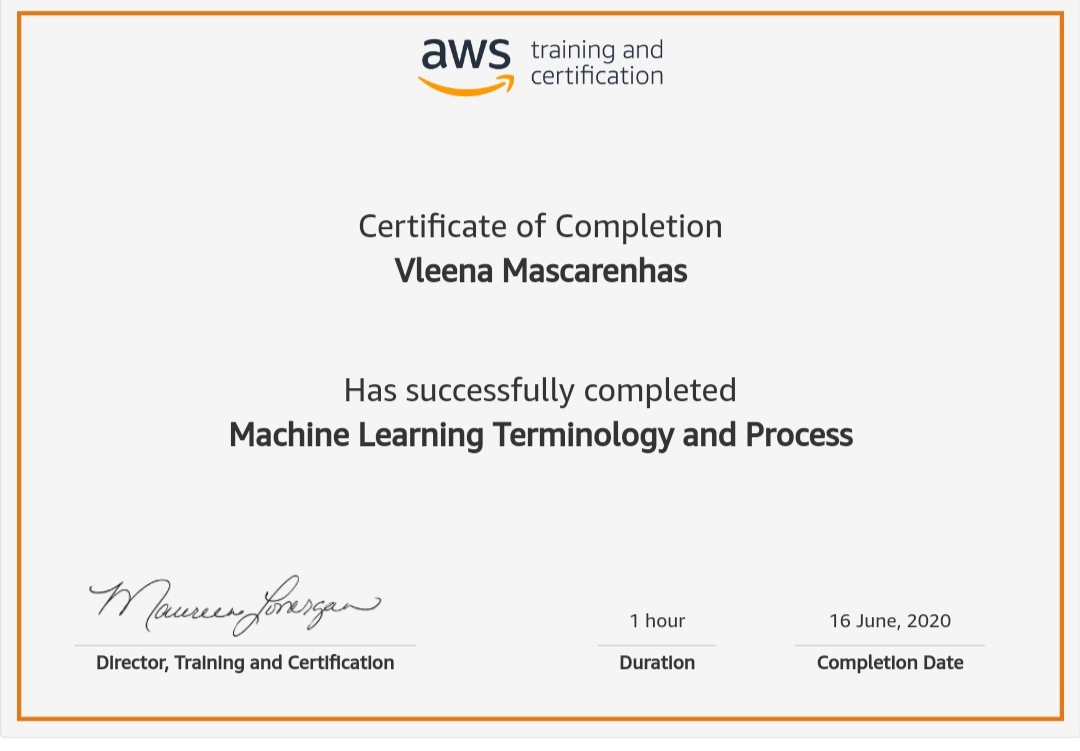 aws training and
certification
Certificate of Completion
Vleena Mascarenhas
Has successfully completed
Machine Learning Terminology and Process
Maureen Lonergan
Director, Training and Certification
1 hour
Duration
16 June, 2020
Completion Date